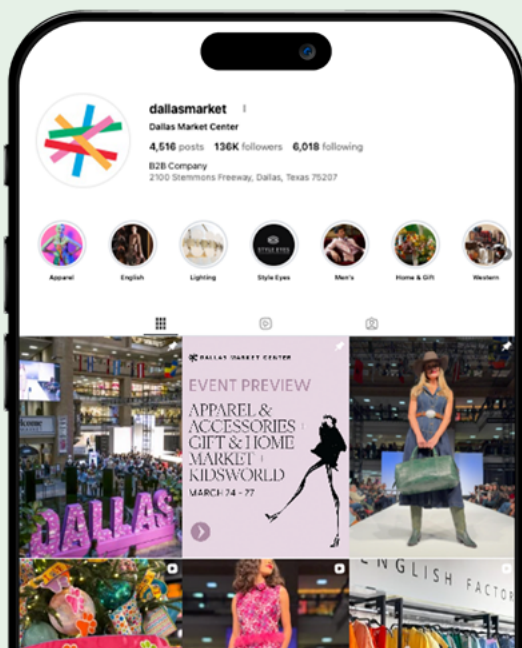 dallasmarket
Dallas Market Center
4,516 posts 136K followers 6,018 following
B2B Company
2100 Stemmons Freeway, Dallas, Texas 75207
Apparel
English
Lighting
STYLE EYES
Style Eyes
Men's
Home & Gift
Western
DALLAS MARKET CENTER
EVENT PREVIEW
APPAREL &
ACCESSORIES
GIFT & HOME
MARKET
KIDSWORLD
MARCH 24 - 27
DALLAS
ENGLISH FACTOR